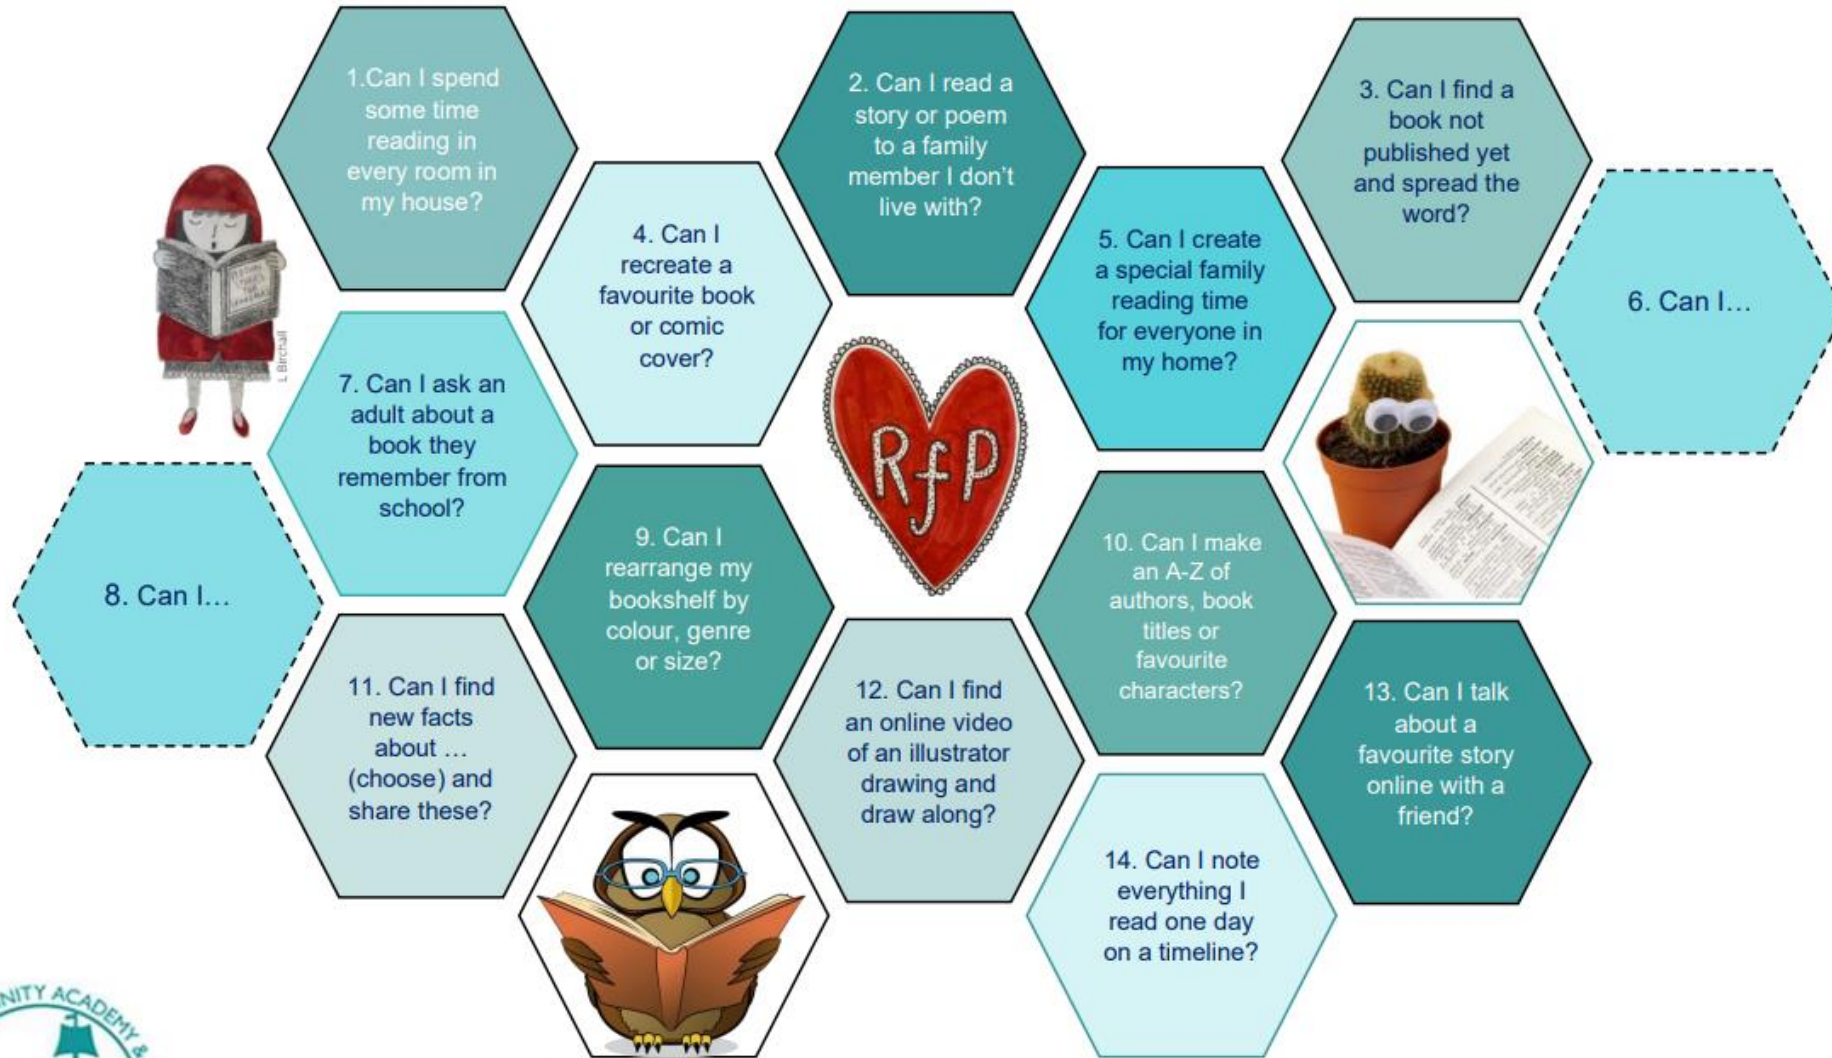 1.Can I spend
some time
reading in
every room in
my house?
2. Can I read a
story or poem
to a family
member I don't
live with?
3. Can I find a
book not
published yet
and spread the
word?
4. Can I
recreate a
favourite book
or comic
cover?
5. Can I create
a special family
reading time
for everyone in
my home?
6. Can I...
L Birchall
7. Can I ask an
adult about a
book they
remember from
school?
RfP
8. Can I...
9. Can I
rearrange my
bookshelf by
colour, genre
or size?
10. Can I make
an A-Z of
authors, book
titles or
favourite
characters?
11. Can I find
new facts
about ...
(choose) and
share these?
12. Can I find
an online video
of an illustrator
drawing and
draw along?
13. Can I talk
about a
favourite story
online with a
friend?
14. Can I note
everything I
read one day
on a timeline?
ACADEMY &